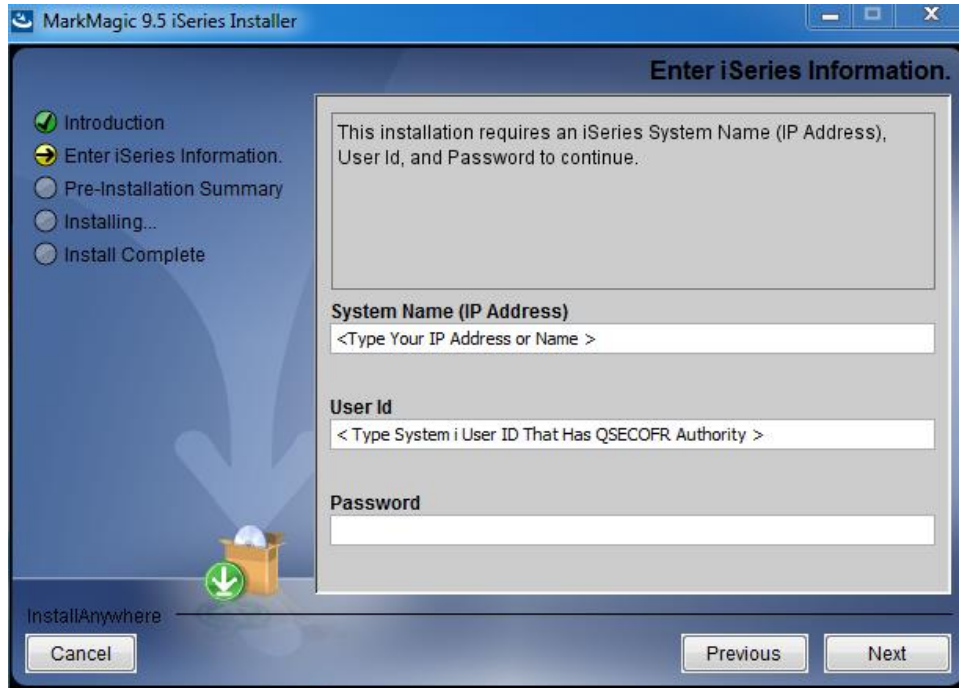 MarkMagic 9.5 iSeries Installer
Enter iSeries Information.
Introduction
Enter iSeries Information.
Pre-Installation Summary
Installing...
Install Complete
This installation requires an iSeries System Name (IP Address),
User Id, and Password to continue.
System Name (IP Address)
<Type Your IP Address or Name >
User Id
< Type System i User ID That Has QSECOFR Authority >
Password
InstallAnywhere
Cancel
Previous
Next